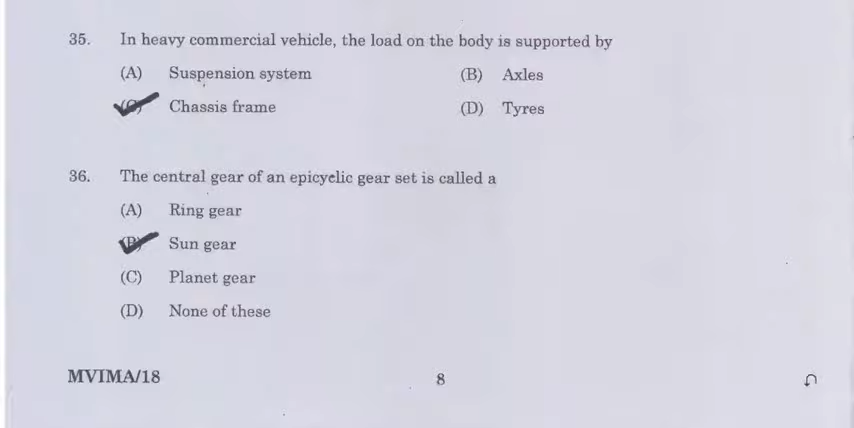 35. In heavy commercial vehicle, the load on the body is supported by
(A) Suspension system (B) Axles
(C) Chassis frame (D) Tyres
36. The central gear of an epicyclic gear set is called a
(A) Ring gear
(B) Sun gear
(C) Planet gear
(D) None of these
MVIMA/18 8